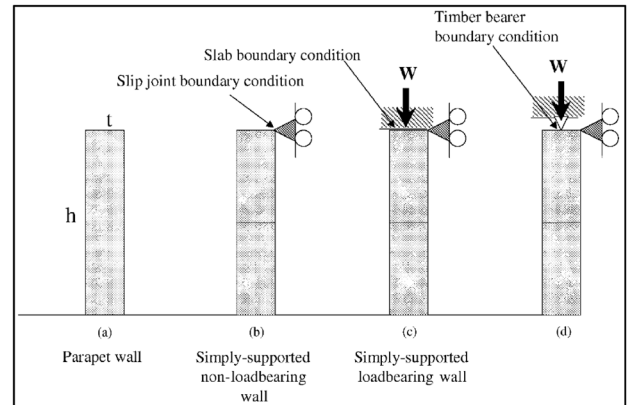 Timber bearer
boundary condition
Slab boundary condition
Slip joint boundary condition
W
W
t
h
(a)
(b)
(c)
(d)
Parapet wall
Simply-supported
non-loadbearing
wall
Simply-supported
loadbearing wall